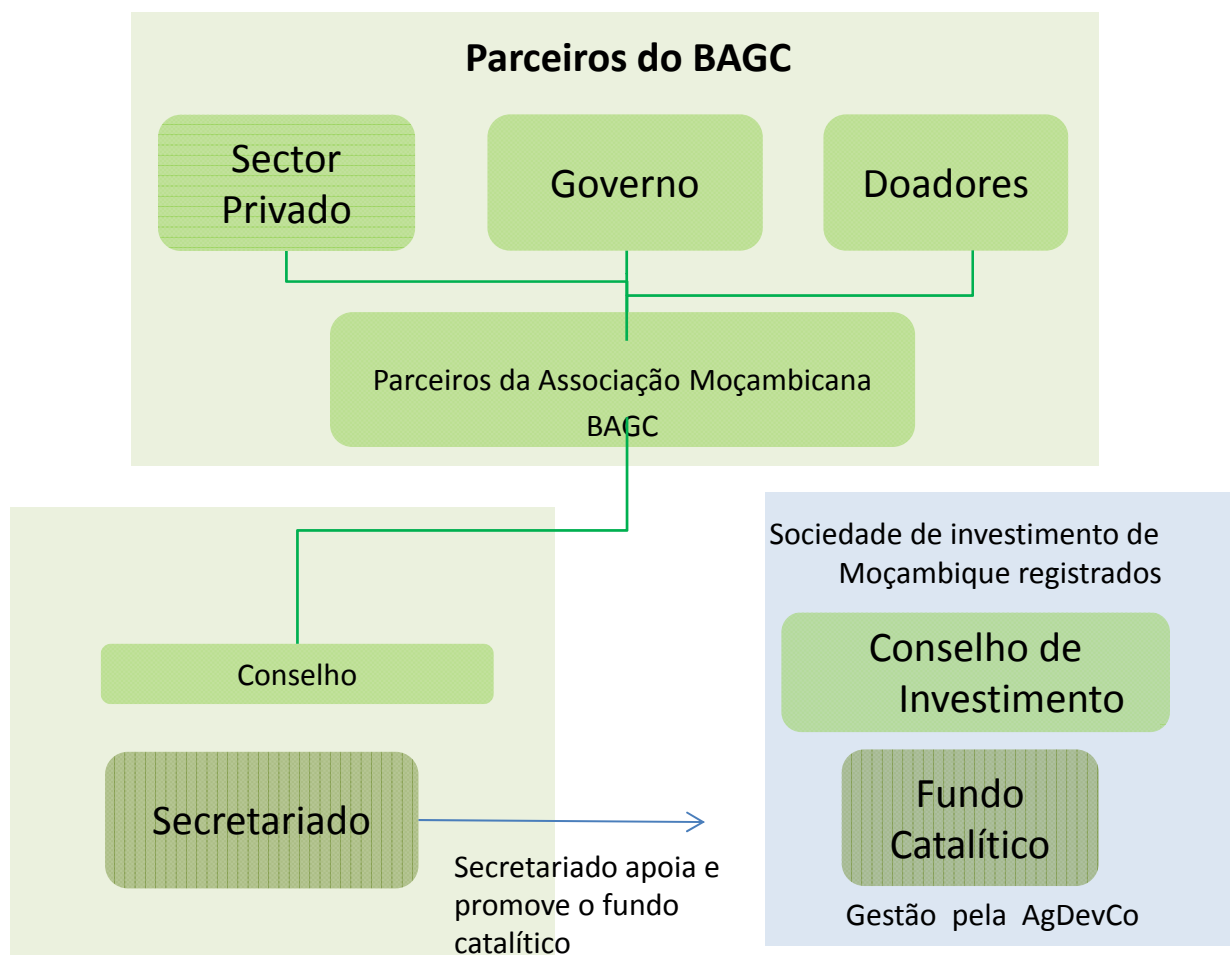 Parceiros do BAGC
Sector
Privado
Governo
Doadores
Parceiros da Associação Moçambicana
BAGC
Conselho
Secretariado
Secretariado apoia e
promove o fundo
catalítico
Sociedade de investimento de
Moçambique registrados
Conselho de
Investimento
Fundo
Catalítico
Gestão pela AgDevCo